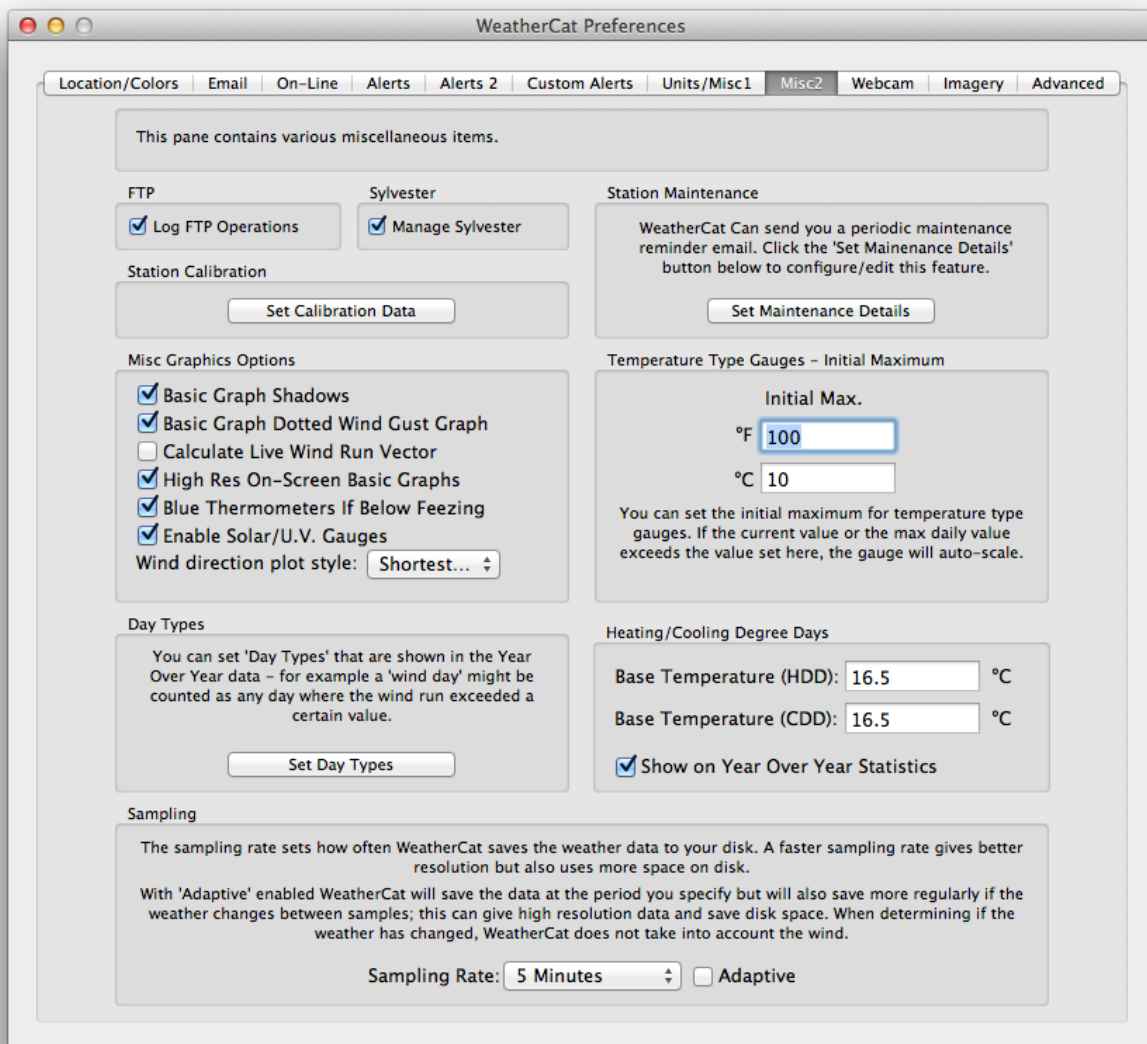 WeatherCat Preferences
Location/Colors Email On-Line Alerts Alerts 2 Custom Alerts Units/Misc1 Misc2 Webcam Imagery Advanced
This pane contains various miscellaneous items.
FTP
Log FTP Operations
Sylvester
Manage Sylvester
Station Calibration
Set Calibration Data
Station Maintenance
WeatherCat Can send you a periodic maintenance
reminder email. Click the 'Set Mainenance Details'
button below to configure/edit this feature.
Set Maintenance Details
Misc Graphics Options
Basic Graph Shadows
Basic Graph Dotted Wind Gust Graph
Calculate Live Wind Run Vector
High Res On-Screen Basic Graphs
Blue Thermometers If Below Feezing
Enable Solar/U.V. Gauges
Wind direction plot style: Shortest...
Temperature Type Gauges – Initial Maximum
Initial Max.
°F 100
°C 10
You can set the initial maximum for temperature type
gauges. If the current value or the max daily value
exceeds the value set here, the gauge will auto-scale.
Day Types
You can set 'Day Types' that are shown in the Year
Over Year data – for example a 'wind day' might be
counted as any day where the wind run exceeded a
certain value.
Set Day Types
Heating/Cooling Degree Days
Base Temperature (HDD): 16.5 °C
Base Temperature (CDD): 16.5 °C
Show on Year Over Year Statistics
Sampling
The sampling rate sets how often WeatherCat saves the weather data to your disk. A faster sampling rate gives better
resolution but also uses more space on disk.
With 'Adaptive' enabled WeatherCat will save the data at the period you specify but will also save more regularly if the
weather changes between samples; this can give high resolution data and save disk space. When determining if the
weather has changed, WeatherCat does not take into account the wind.
Sampling Rate: 5 Minutes Adaptive